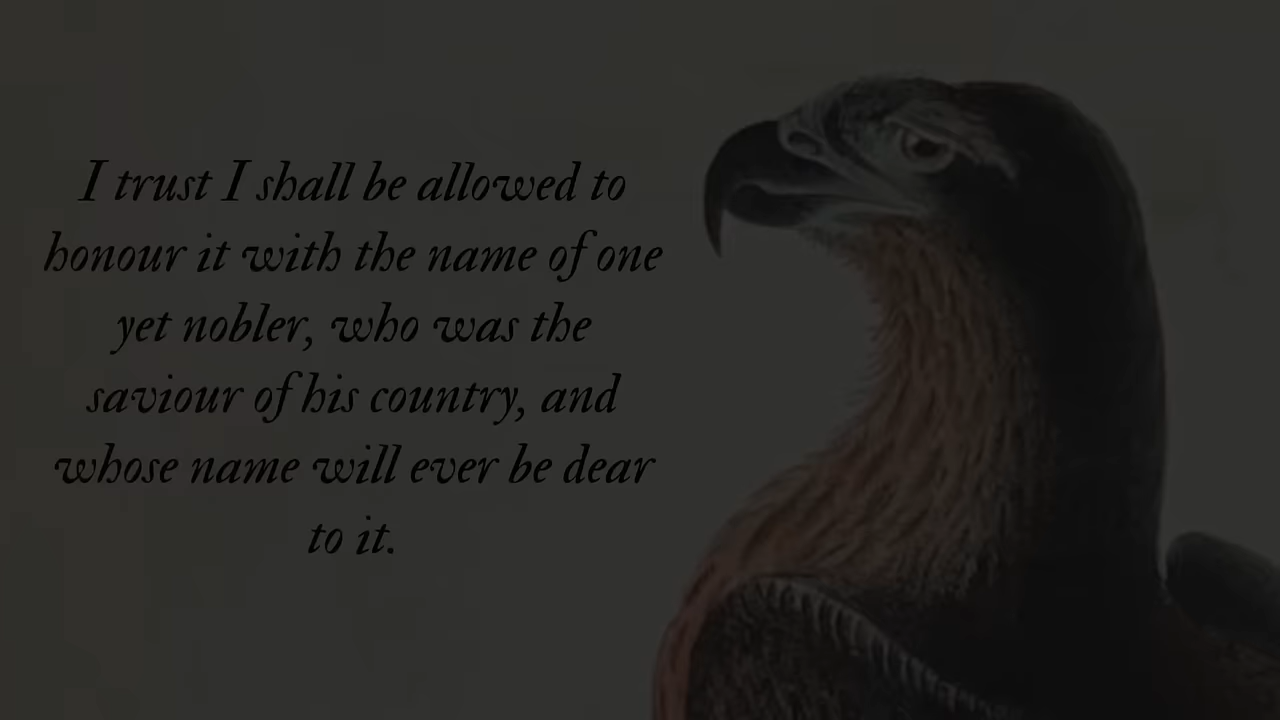 I trust I shall be allowed to
honour it with the name of one
yet nobler, who was the
saviour of his country, and
whose name will ever be dear
to it.